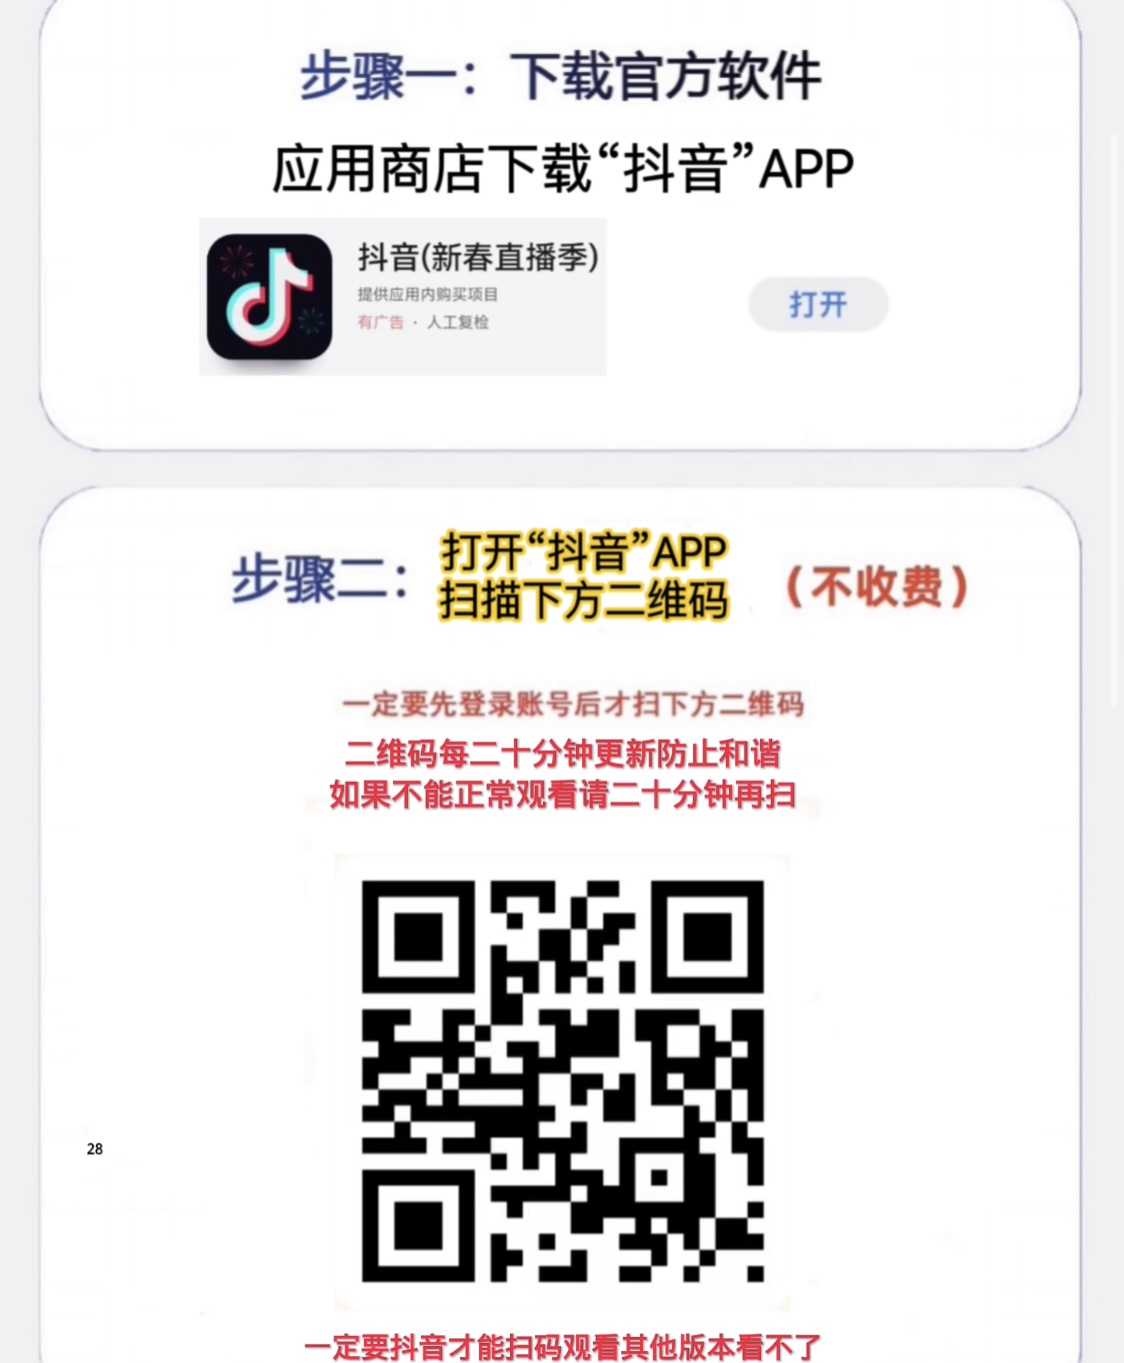 步骤一：下载官方软件
应用商店下载“抖音”APP
抖音(新春直播季)
提供应用内购买项目
有广告 · 人工复检
打开
步骤二：
打开“抖音”APP
扫描下方二维码
（不收费）
一定要先登录账号后才扫下方二维码
二维码每二十分钟更新防止和谐
如果不能正常观看请二十分钟再扫
28
一定要抖音才能扫码观看其他版本看不了